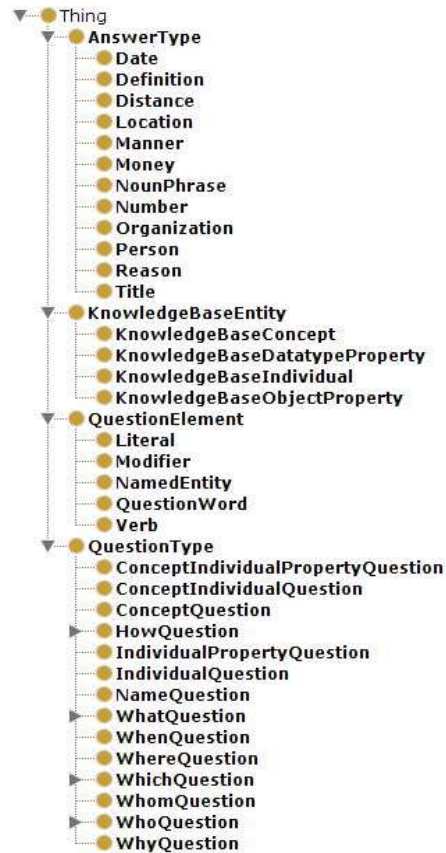 Thing
AnswerType
Date
Definition
Distance
Location
Manner
Money
NounPhrase
Number
Organization
Person
Reason
Title
KnowledgeBaseEntity
KnowledgeBaseConcept
KnowledgeBaseDatatypeProperty
KnowledgeBaseIndividual
KnowledgeBaseObjectProperty
QuestionElement
Literal
Modifier
NamedEntity
QuestionWord
Verb
QuestionType
ConceptIndividualPropertyQuestion
ConceptIndividualQuestion
ConceptQuestion
HowQuestion
IndividualPropertyQuestion
IndividualQuestion
NameQuestion
WhatQuestion
WhenQuestion
WhereQuestion
WhichQuestion
WhomQuestion
WhoQuestion
WhyQuestion